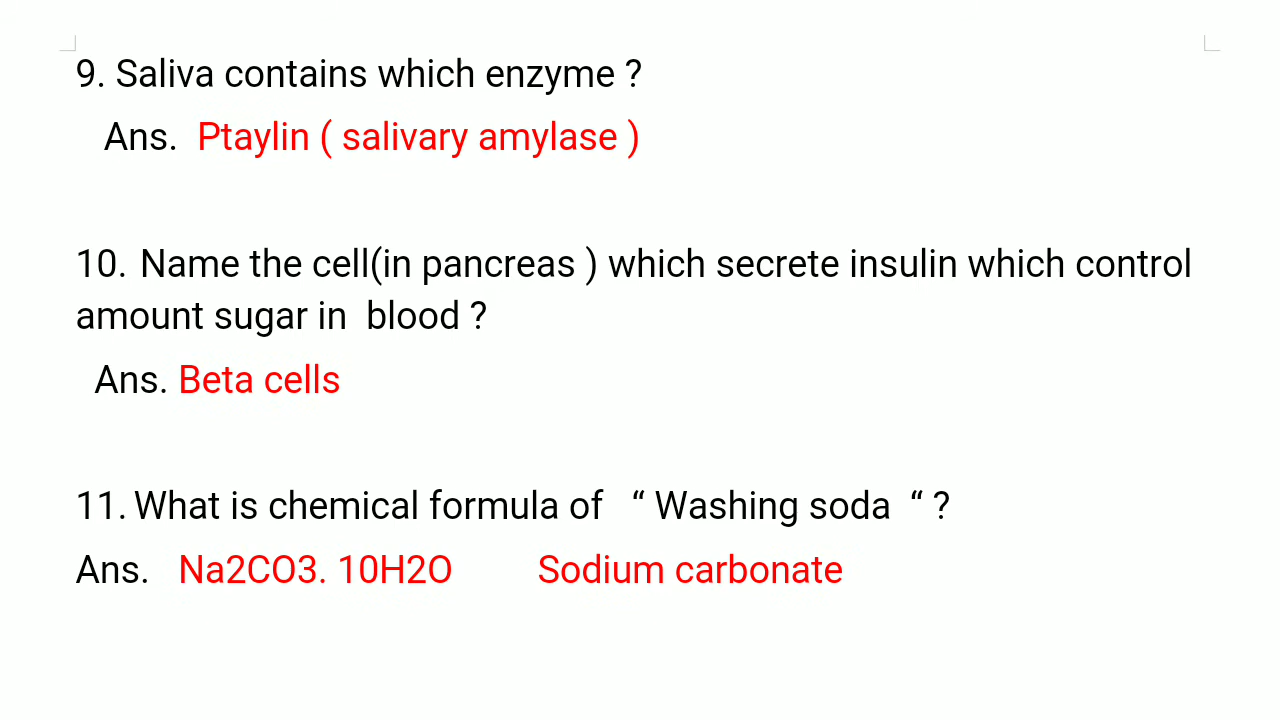 9. Saliva contains which enzyme ?
Ans. Ptaylin ( salivary amylase )
10. Name the cell(in pancreas ) which secrete insulin which control
amount sugar in blood ?
Ans. Beta cells
11. What is chemical formula of “ Washing soda “ ?
Ans. Na2CO3. 10H2O Sodium carbonate